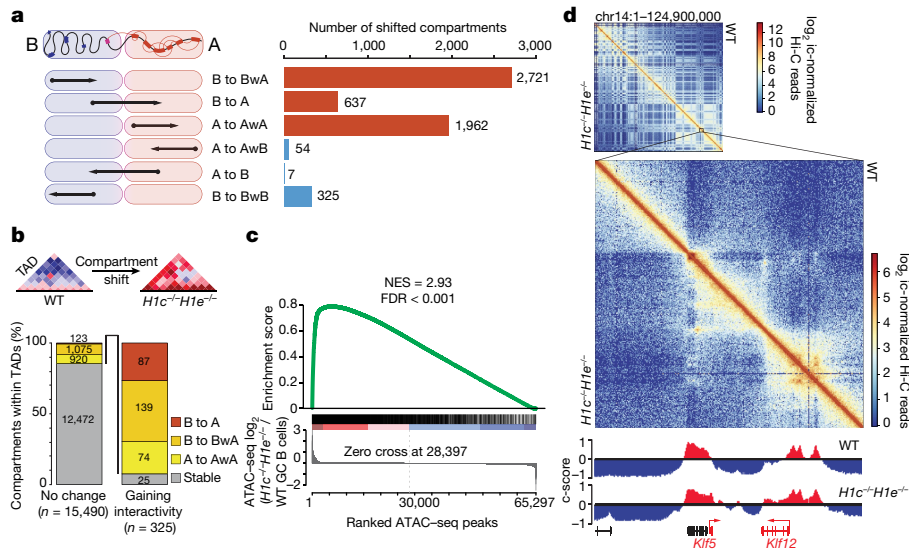 a
B
A
Number of shifted compartments
0
1,000
2,000
3,000
B to BwA
2,721
B to A
637
A to AwA
1,962
A to AwB
54
A to B
7
B to BwB
325
b
TAD
Compartment
shift
WT
H1c–/–H1e–/–
Compartments within TADs (%)
100
50
0
123
1,075
920
12,472
87
139
74
25
B to A
B to BwA
A to AwA
Stable
No change
(n = 15,490)
Gaining
interactivity
(n = 325)
c
NES = 2.93
FDR < 0.001
Enrichment score
0.8
0.6
0.4
0.2
0
ATAC–seq log2
(H1c–/–H1e–/– /
WT GC B cells)
3
0
–2
Zero cross at 28,397
1
30,000
65,297
Ranked ATAC–seq peaks
d
chr14:1–124,900,000
WT
H1c–/–H1e–/–
12
10
8
6
4
2
0
log2 ic-normalized
Hi-C reads
WT
H1c–/–H1e–/–
6
5
4
3
2
1
0
log2 ic-normalized Hi-C reads
c-score
1
0
–1
WT
1
0
–1
H1c–/–H1e–/–
Klf5
Klf12